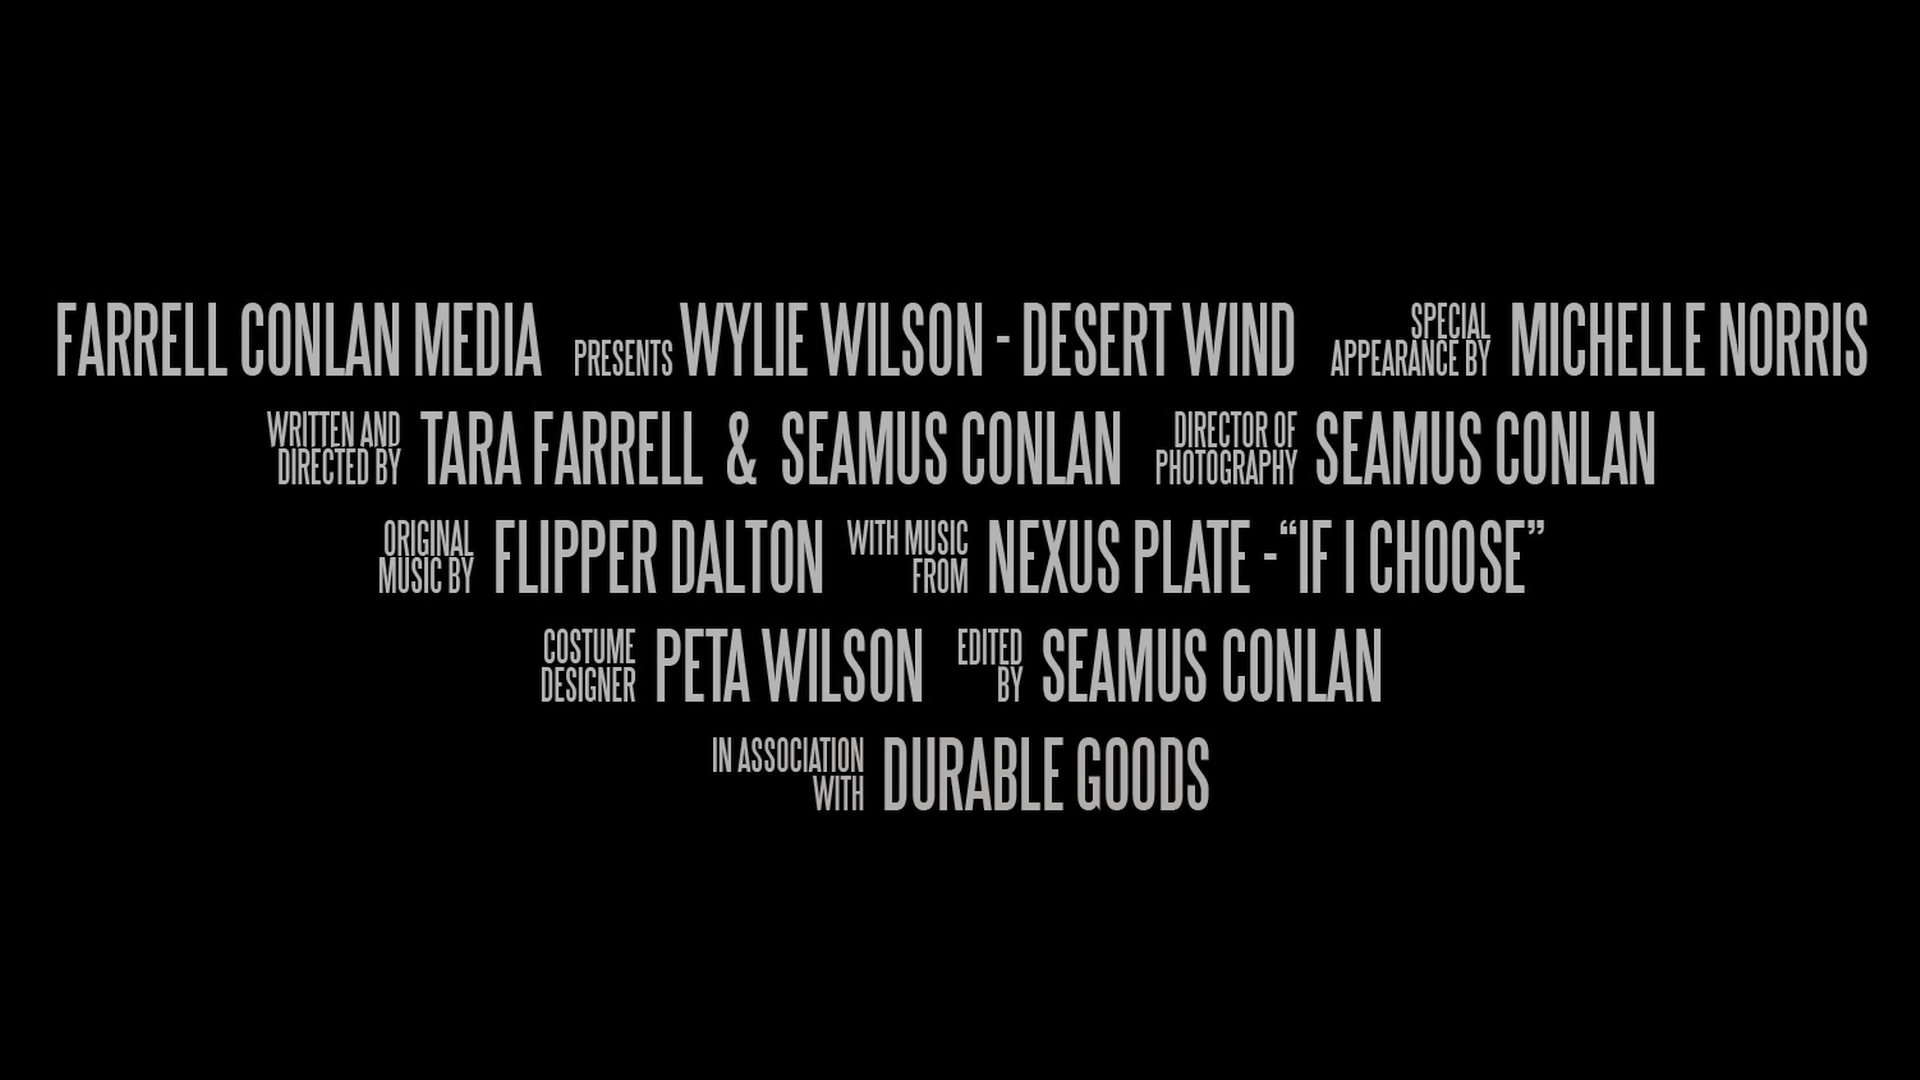 FARRELL CONLAN MEDIA PRESENTS WYLIE WILSON - DESERT WIND SPECIAL APPEARANCE BY MICHELLE NORRIS
WRITTEN AND DIRECTED BY TARA FARRELL & SEAMUS CONLAN DIRECTOR OF PHOTOGRAPHY SEAMUS CONLAN
ORIGINAL MUSIC BY FLIPPER DALTON WITH MUSIC FROM NEXUS PLATE -“IF I CHOOSE”
COSTUME DESIGNER PETA WILSON EDITED BY SEAMUS CONLAN
IN ASSOCIATION WITH DURABLE GOODS